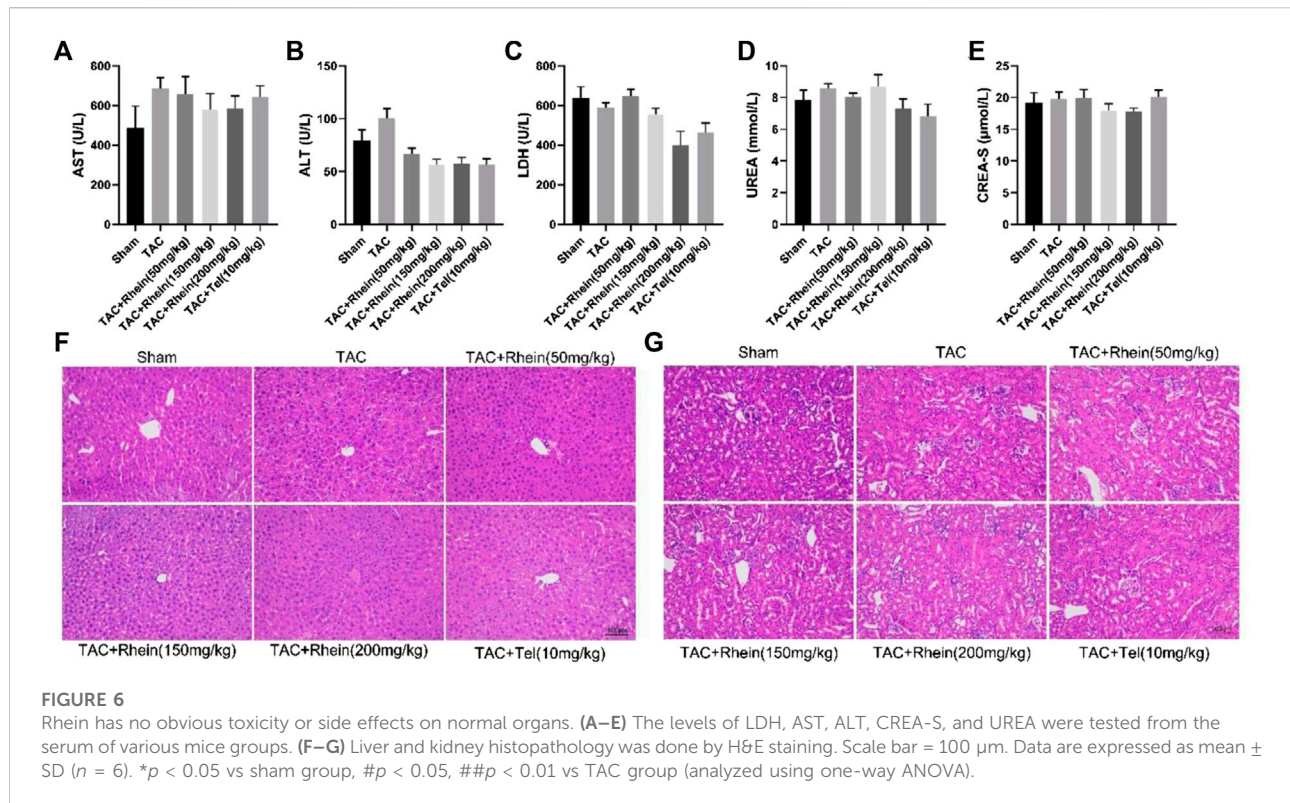 A
B
C
D
E
800
600
400
200
0
AST (U/L)
150
100
50
0
ALT (U/L)
800
600
400
200
0
LDH (U/L)
10
8
6
4
2
0
UREA (mmol/L)
25
20
15
10
5
0
CREA-S (µmol/L)
Sham
TAC
TAC+Rhein(50mg/kg)
TAC+Rhein(150mg/kg)
TAC+Rhein(200mg/kg)
TAC+Tel(10mg/kg)
Sham
TAC
TAC+Rhein(50mg/kg)
TAC+Rhein(150mg/kg)
TAC+Rhein(200mg/kg)
TAC+Tel(10mg/kg)
Sham
TAC
TAC+Rhein(50mg/kg)
TAC+Rhein(150mg/kg)
TAC+Rhein(200mg/kg)
TAC+Tel(10mg/kg)
Sham
TAC
TAC+Rhein(50mg/kg)
TAC+Rhein(150mg/kg)
TAC+Rhein(200mg/kg)
TAC+Tel(10mg/kg)
Sham
TAC
TAC+Rhein(50mg/kg)
TAC+Rhein(150mg/kg)
TAC+Rhein(200mg/kg)
TAC+Tel(10mg/kg)
F
Sham TAC TAC+Rhein(50mg/kg)
100µm
TAC+Rhein(150mg/kg) TAC+Rhein(200mg/kg) TAC+Tel(10mg/kg)
G
Sham TAC TAC+Rhein(50mg/kg)
TAC+Rhein(150mg/kg) TAC+Rhein(200mg/kg) TAC+Tel(10mg/kg)
FIGURE 6
Rhein has no obvious toxicity or side effects on normal organs. (A–E) The levels of LDH, AST, ALT, CREA-S, and UREA were tested from the
serum of various mice groups. (F–G) Liver and kidney histopathology was done by H&E staining. Scale bar = 100 µm. Data are expressed as mean ±
SD (n = 6). *p < 0.05 vs sham group, #p < 0.05, ##p < 0.01 vs TAC group (analyzed using one-way ANOVA).